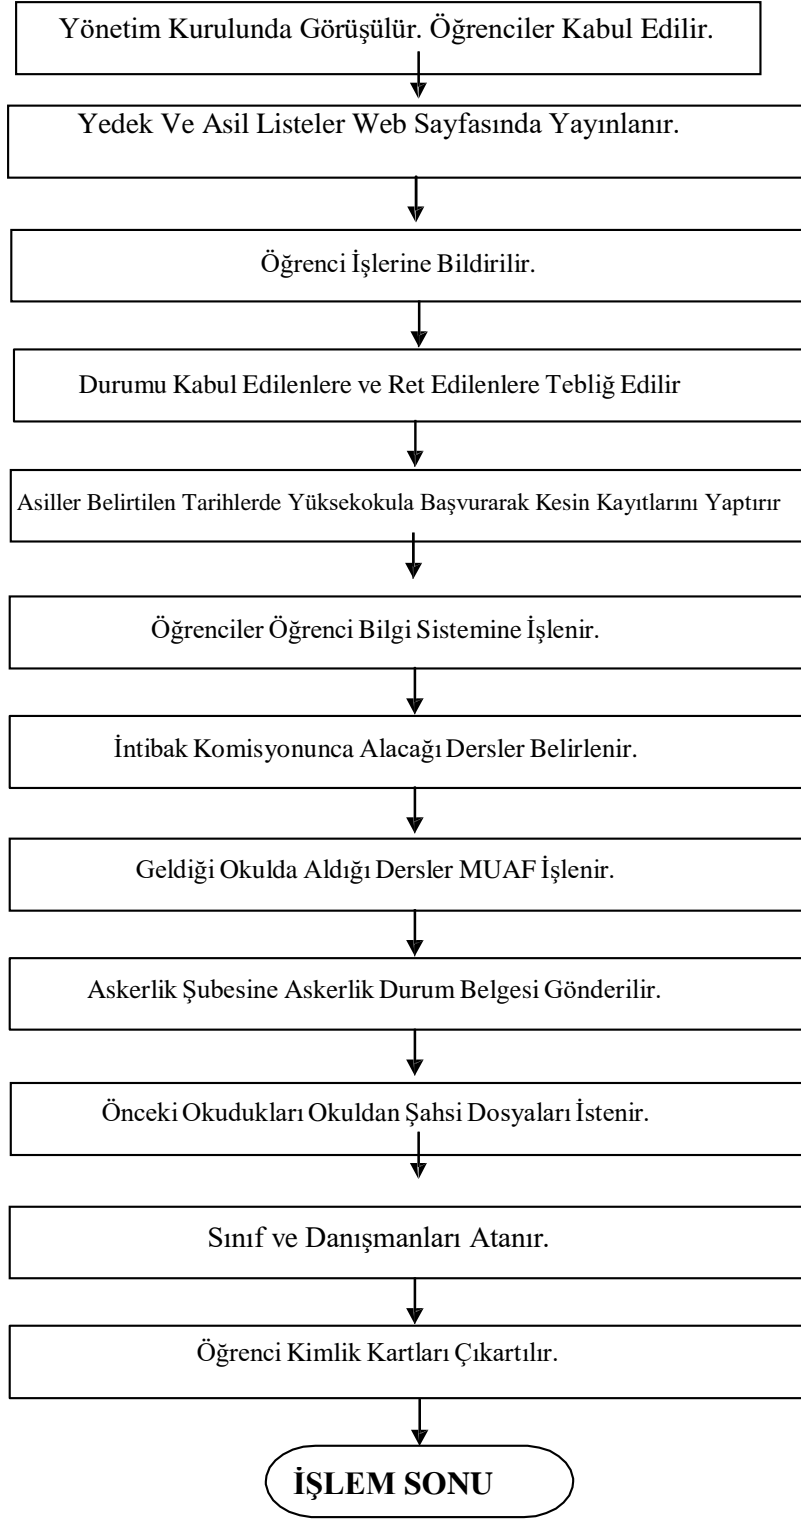 Yönetim Kurulunda Görüşülür. Öğrenciler Kabul Edilir.
Yedek Ve Asil Listeler Web Sayfasında Yayınlanır.
Öğrenci İşlerine Bildirilir.
Durumu Kabul Edilenlere ve Ret Edilenlere Tebliğ Edilir
Asiller Belirtilen Tarihlerde Yüksekokula Başvurarak Kesin Kayıtlarını Yaptırır
Öğrenciler Öğrenci Bilgi Sistemine İşlenir.
İntibak Komisyonunca Alacağı Dersler Belirlenir.
Geldiği Okulda Aldığı Dersler MUAF İşlenir.
Askerlik Şubesine Askerlik Durum Belgesi Gönderilir.
Önceki Okudukları Okuldan Şahsi Dosyaları İstenir.
Sınıf ve Danışmanları Atanır.
Öğrenci Kimlik Kartları Çıkartılır.
İŞLEM SONU